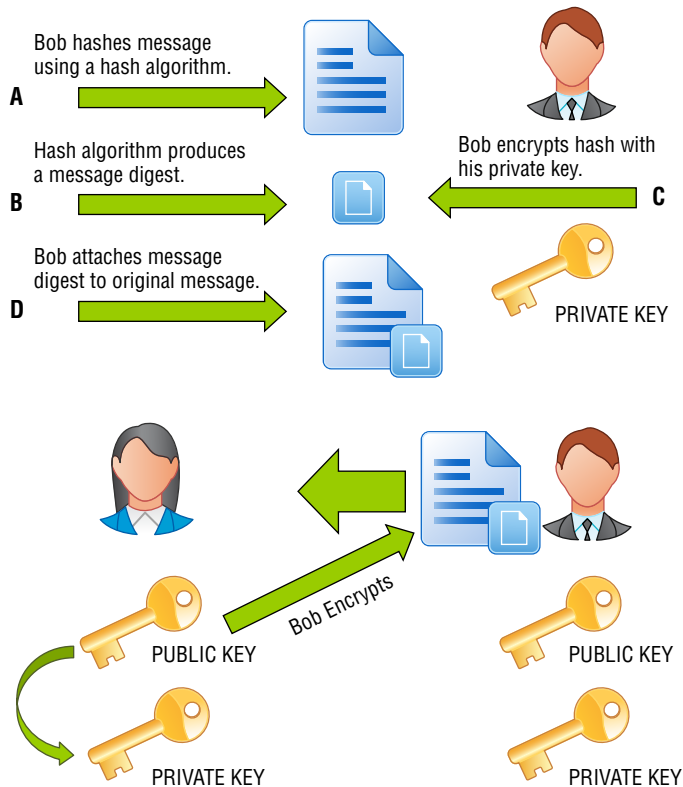 Bob hashes message
using a hash algorithm.
A
Hash algorithm produces
a message digest.
B
Bob encrypts hash with
his private key.
C
Bob attaches message
digest to original message.
D
PRIVATE KEY
Bob Encrypts
PUBLIC KEY
PUBLIC KEY
PRIVATE KEY
PRIVATE KEY